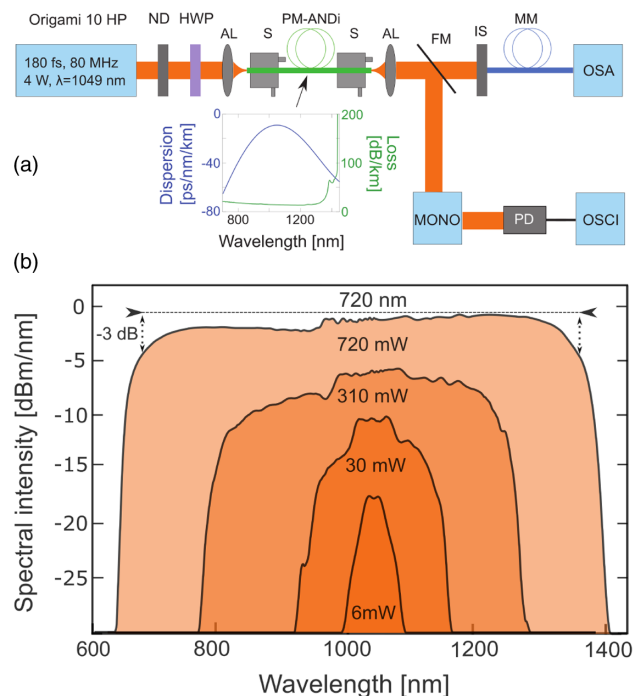 Origami 10 HP
ND
HWP
AL
S
PM-ANDi
S
AL
FM
IS
MM
180 fs, 80 MHz
4 W, λ=1049 nm
OSA
Dispersion
[ps/nm/km]
0
-40
-80
200
100
0
Loss
[dB/km]
800
1200
Wavelength [nm]
(a)
MONO
PD
OSCI
(b)
Spectral intensity [dBm/nm]
0
-5
-10
-15
-20
-25
-3 dB
720 nm
720 mW
310 mW
30 mW
6mW
600
800
1000
1200
1400
Wavelength [nm]